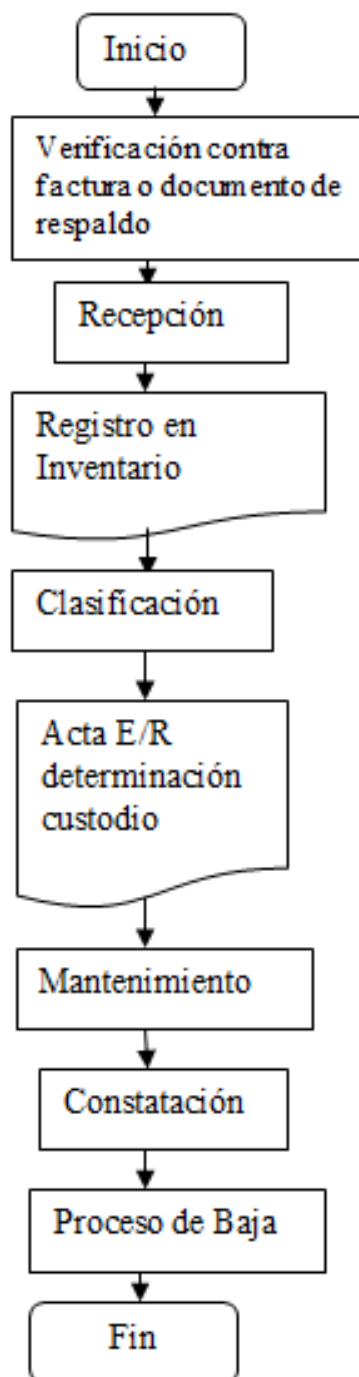 Inicio
Verificación contra
factura o documento de
respaldo
Recepción
Registro en
Inventario
Clasificación
Acta E/R
determinación
custodio
Mantenimiento
Constatación
Proceso de Baja
Fin